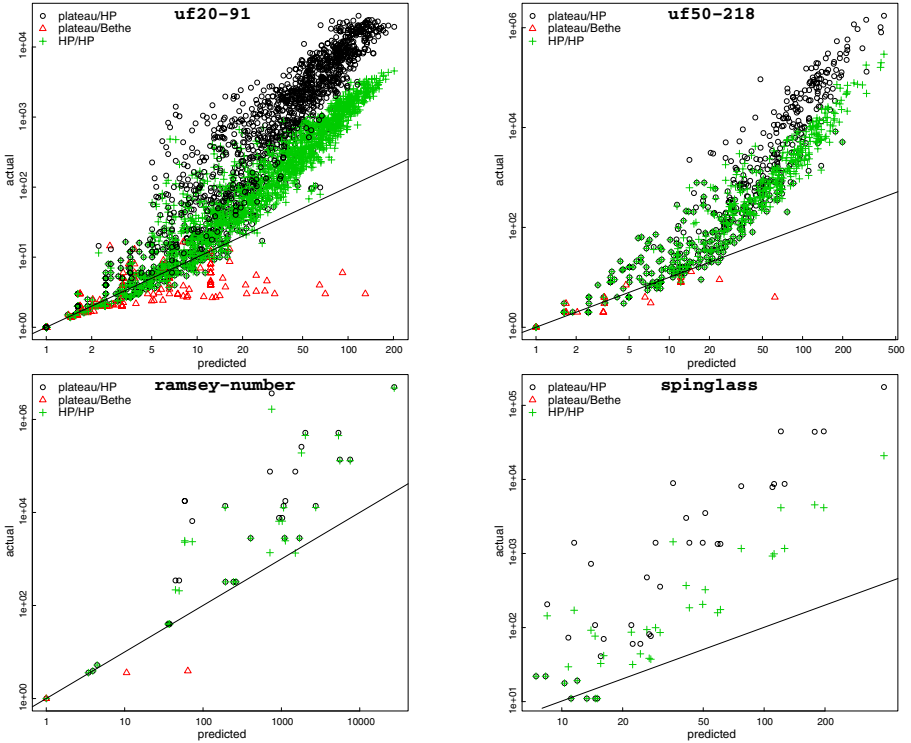 uf20-91
plateau/HP
plateau/Bethe
HP/HP
actual
1e+00 1e+01 1e+02 1e+03 1e+04
1 2 5 10 20 50 100 200
predicted
uf50-218
plateau/HP
plateau/Bethe
HP/HP
actual
1e+00 1e+02 1e+04 1e+06
1 2 5 10 20 50 100 200 500
predicted
ramsey-number
plateau/HP
plateau/Bethe
HP/HP
actual
1e+00 1e+02 1e+04 1e+06
1 10 100 1000 10000
predicted
spinglass
plateau/HP
plateau/Bethe
HP/HP
actual
1e+01 1e+02 1e+03 1e+04 1e+05
10 20 50 100 200
predicted